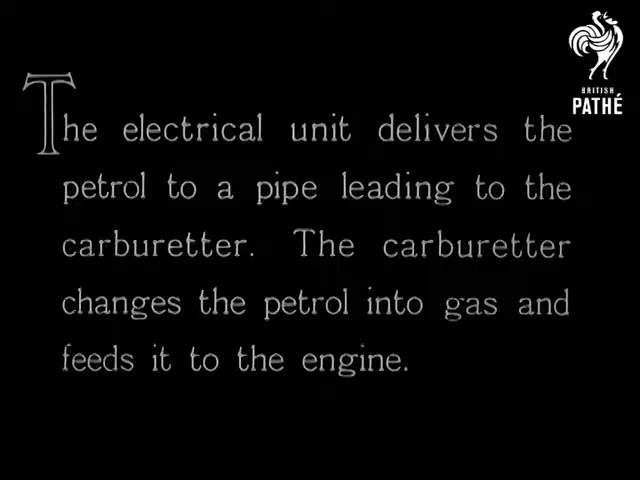 BRITISH
PATHÉ
The electrical unit delivers the
petrol to a pipe leading to the
carburetter. The carburetter
changes the petrol into gas and
feeds it to the engine.